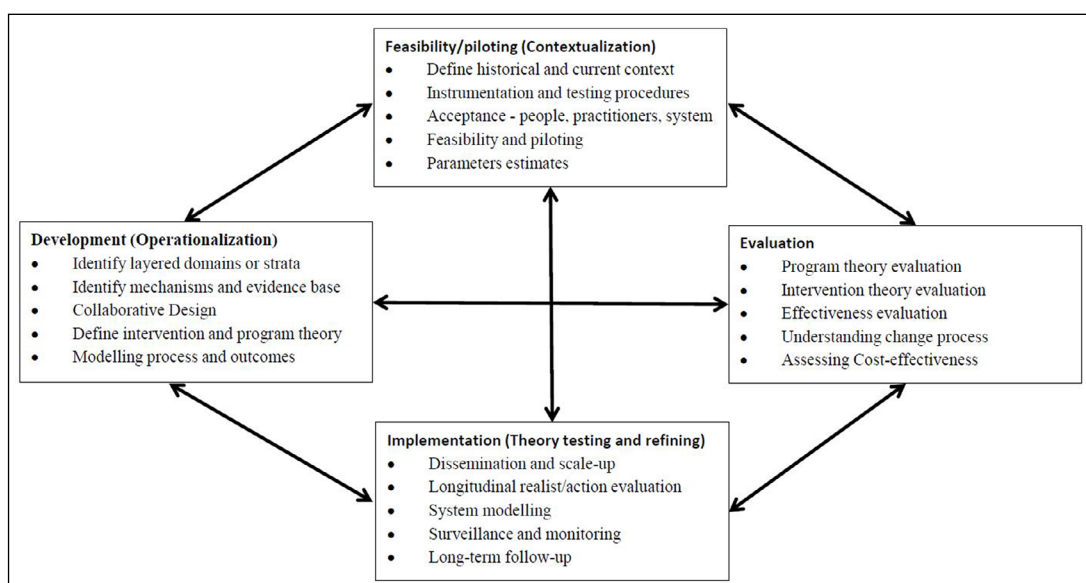 Feasibility/piloting (Contextualization)
● Define historical and current context
● Instrumentation and testing procedures
● Acceptance - people, practitioners, system
● Feasibility and piloting
● Parameters estimates
Development (Operationalization)
● Identify layered domains or strata
● Identify mechanisms and evidence base
● Collaborative Design
● Define intervention and program theory
● Modelling process and outcomes
Evaluation
● Program theory evaluation
● Intervention theory evaluation
● Effectiveness evaluation
● Understanding change process
● Assessing Cost-effectiveness
Implementation (Theory testing and refining)
● Dissemination and scale-up
● Longitudinal realist/action evaluation
● System modelling
● Surveillance and monitoring
● Long-term follow-up